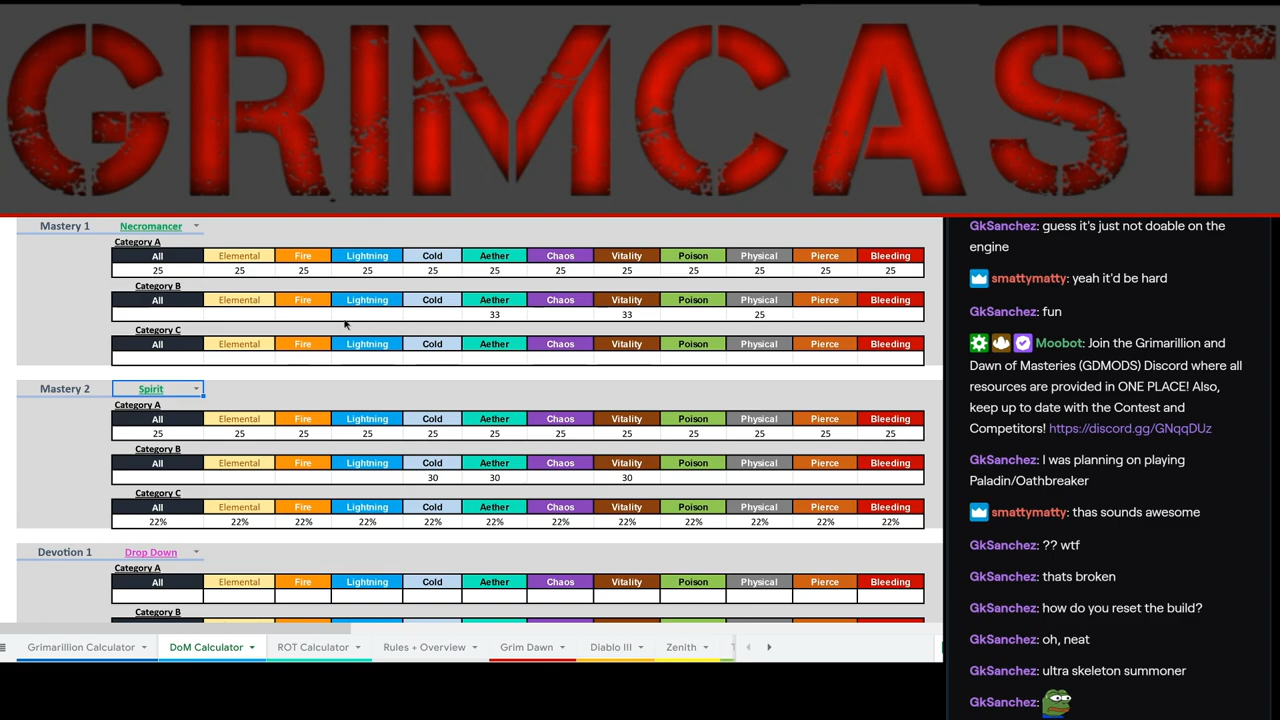 GRIMCAST
Mastery 1 Necromancer
Category A
All Elemental Fire Lightning Cold Aether Chaos Vitality Poison Physical Pierce Bleeding
25 25 25 25 25 25 25 25 25 25 25 25
Category B
All Elemental Fire Lightning Cold Aether Chaos Vitality Poison Physical Pierce Bleeding
33 33 25
Category C
All Elemental Fire Lightning Cold Aether Chaos Vitality Poison Physical Pierce Bleeding
Mastery 2 Spirit
Category A
All Elemental Fire Lightning Cold Aether Chaos Vitality Poison Physical Pierce Bleeding
25 25 25 25 25 25 25 25 25 25 25 25
Category B
All Elemental Fire Lightning Cold Aether Chaos Vitality Poison Physical Pierce Bleeding
30 30 30
Category C
All Elemental Fire Lightning Cold Aether Chaos Vitality Poison Physical Pierce Bleeding
22% 22% 22% 22% 22% 22% 22% 22% 22% 22% 22% 22%
Devotion 1 Drop Down
Category A
All Elemental Fire Lightning Cold Aether Chaos Vitality Poison Physical Pierce Bleeding
Category B
Grimarillion Calculator DoM Calculator ROT Calculator Rules + Overview Grim Dawn Diablo III Zenith
GkSanchez: guess it's just not doable on the
engine
smattymatty: yeah it'd be hard
GkSanchez: fun
Moobot: Join the Grimarillion and
Dawn of Masteries (GDMODS) Discord where all
resources are provided in ONE PLACE! Also,
keep up to date with the Contest and
Competitors! https://discord.gg/GNqqDUz
GkSanchez: I was planning on playing
Paladin/Oathbreaker
smattymatty: thas sounds awesome
GkSanchez: ?? wtf
GkSanchez: thats broken
GkSanchez: how do you reset the build?
GkSanchez: oh, neat
GkSanchez: ultra skeleton summoner
GkSanchez: